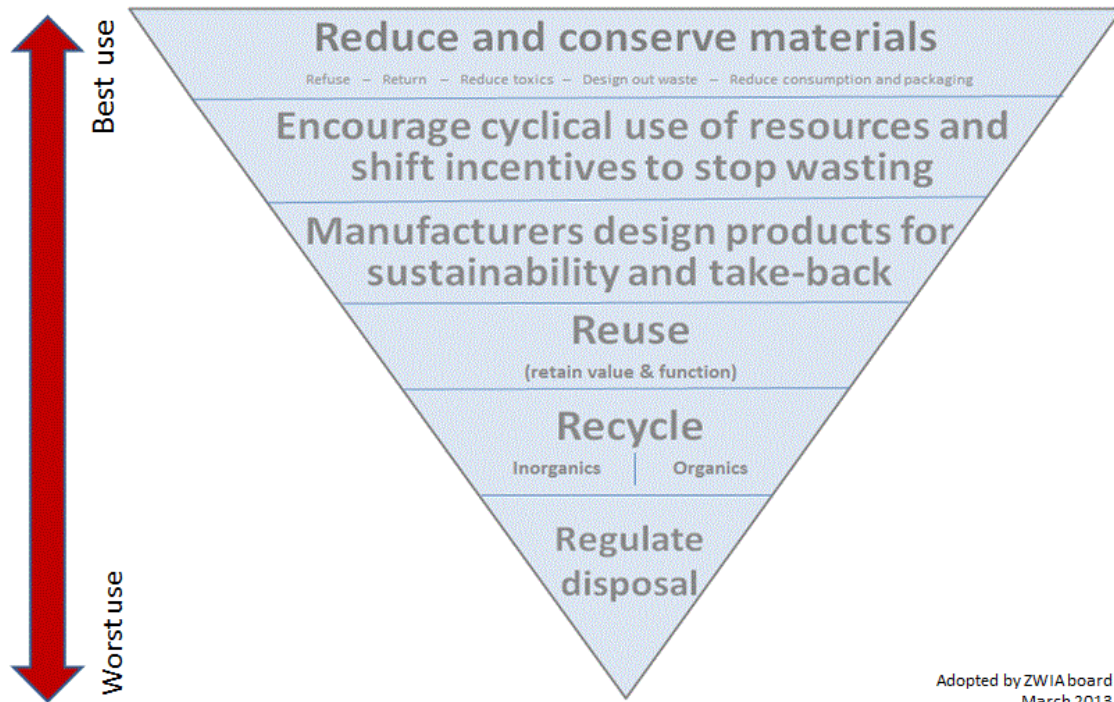 Best use
Worst use
Reduce and conserve materials
Refuse – Return – Reduce toxics – Design out waste – Reduce consumption and packaging
Encourage cyclical use of resources and
shift incentives to stop wasting
Manufacturers design products for
sustainability and take-back
Reuse
(retain value & function)
Recycle
Inorganics
Organics
Regulate
disposal
Adopted by ZWIA board
March 2013